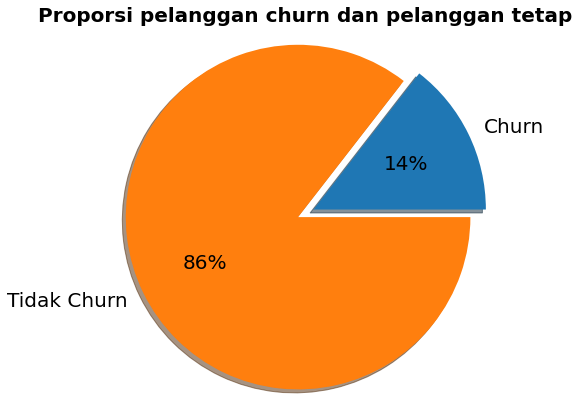 Proporsi pelanggan churn dan pelanggan tetap
Churn
14%
86%
Tidak Churn